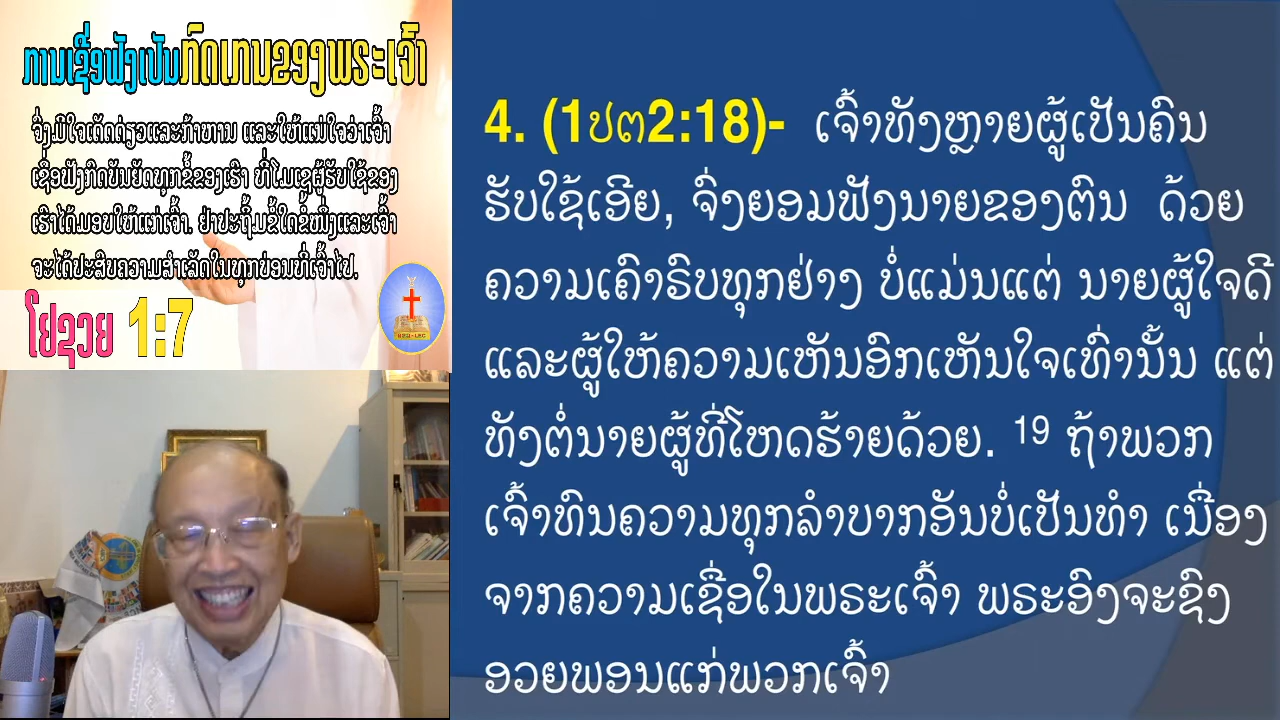 ການເຊື່ອຟັງເປັນກົດເກນຂອງພຣະເຈົ້າ
ຈົ່ງມີໃຈເດັດດ່ຽວແລະກ້າຫານ ແລະໃຫ້ແນ່ໃຈວ່າເຈົ້າ
ເຊື່ອຟັງກົດບັນຍັດທຸກຂໍ້ຂອງເຮົາ ທີ່ໂມເຊຜູ້ຮັບໃຊ້ຂອງ
ເຮົາໄດ້ມອບໃຫ້ແກ່ເຈົ້າ. ຢ່າປະຖິ້ມຂໍ້ໃດຂໍ້ໜຶ່ງແລະເຈົ້າ
ຈະໄດ້ປະສົບຄວາມສຳເລັດໃນທຸກບ່ອນທີ່ເຈົ້າໄປ.
ໂຢຊວຍ 1:7
4. (1ປຕ2:18)- ເຈົ້າທັງຫຼາຍຜູ້ເປັນຄົນ
ຮັບໃຊ້ເອີຍ, ຈົ່ງຍອມຟັງນາຍຂອງຕົນ ດ້ວຍ
ຄວາມເຄົາຣົບທຸກຢ່າງ ບໍ່ແມ່ນແຕ່ ນາຍຜູ້ໃຈດີ
ແລະຜູ້ໃຫ້ຄວາມເຫັນອົກເຫັນໃຈເທົ່ານັ້ນ ແຕ່
ທັງຕໍ່ນາຍຜູ້ທີ່ໂຫດຮ້າຍດ້ວຍ. 19 ຖ້າພວກ
ເຈົ້າທົນຄວາມທຸກລຳບາກອັນບໍ່ເປັນທຳ ເນື່ອງ
ຈາກຄວາມເຊື່ອໃນພຣະເຈົ້າ ພຣະອົງຈະຊົງ
ອວຍພອນແກ່ພວກເຈົ້າ